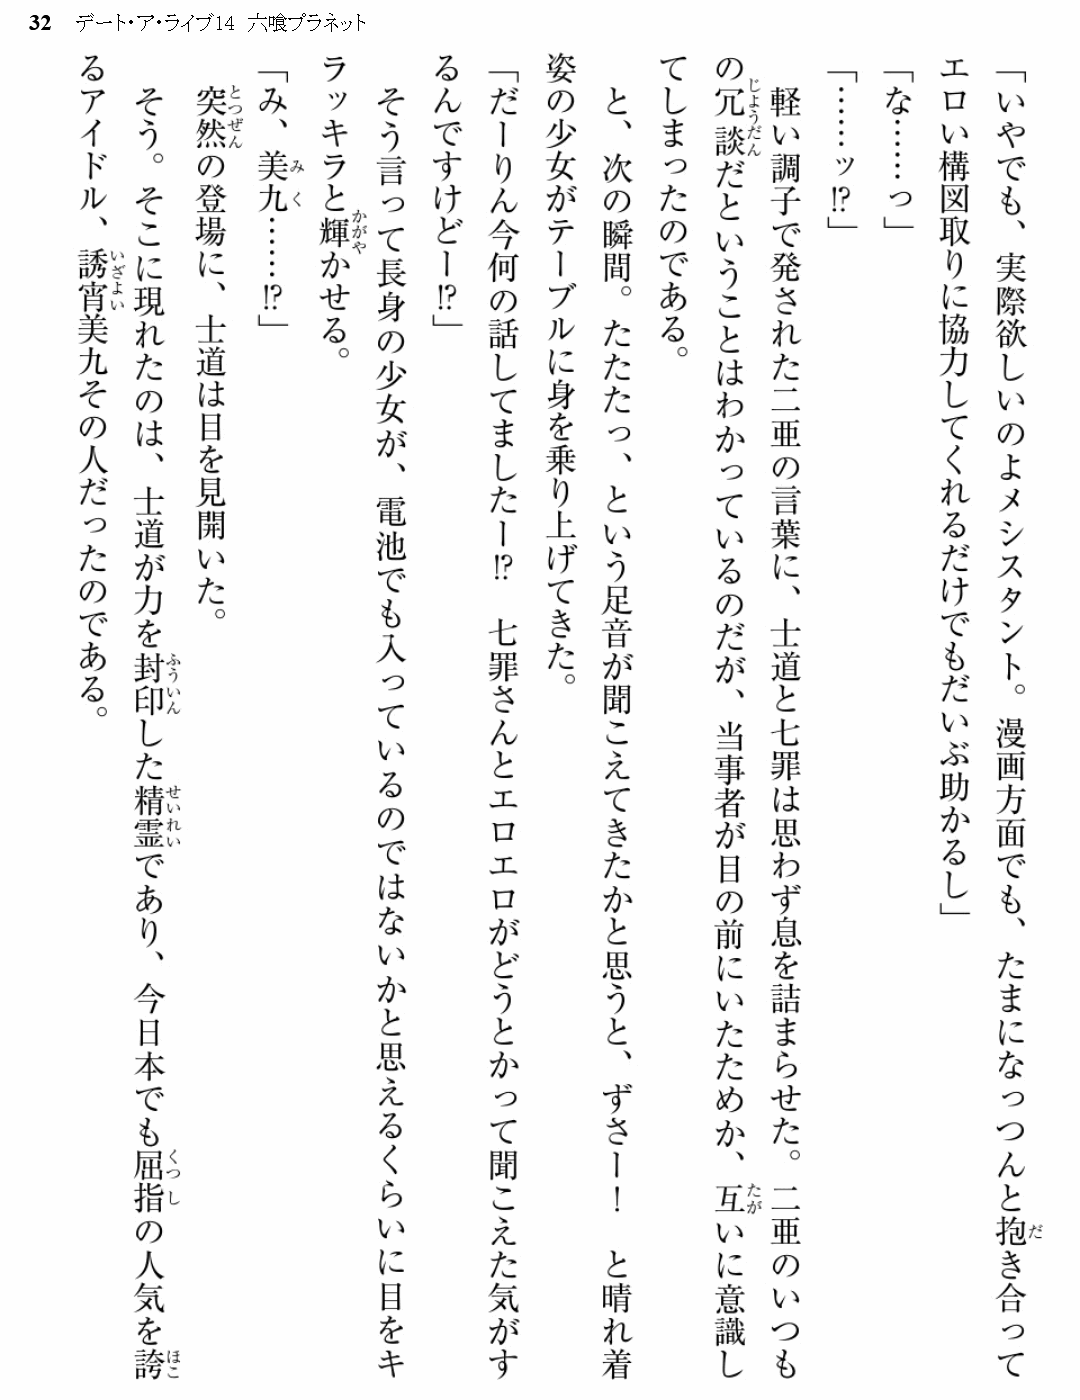 32 デート・ア・ライブ14 六喰プラネット
「いやでも、実際欲しいのよメシスタント。漫画方面でも、たまになっつんと抱き合って
エロい構図取りに協力してくれるだけでもだいぶ助かるし」
「な……っ」
「……ッ!?」
　軽い調子で発された二亜の言葉に、士道と七罪は思わず息を詰まらせた。二亜のいつも
の冗談だということはわかっているのだが、当事者が目の前にいたためか、互いに意識し
てしまったのである。
　と、次の瞬間。たたたっ、という足音が聞こえてきたかと思うと、ずさー！　と晴れ着
姿の少女がテーブルに身を乗り上げてきた。
「だーりん今何の話してましたー!?　七罪さんとエロエロがどうとかって聞こえた気がす
るんですけどー!?」
　そう言って長身の少女が、電池でも入っているのではないかと思えるくらいに目をキ
ラッキラと輝かせる。
「み、美九……!?」
　突然の登場に、士道は目を見開いた。
　そう。そこに現れたのは、士道が力を封印した精霊であり、今日本でも屈指の人気を誇
るアイドル、誘宵美九その人だったのである。